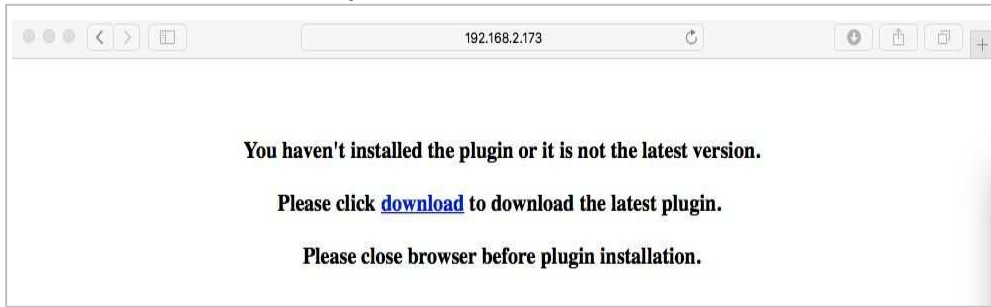 192.168.2.173
You haven't installed the plugin or it is not the latest version.
Please click download to download the latest plugin.
Please close browser before plugin installation.